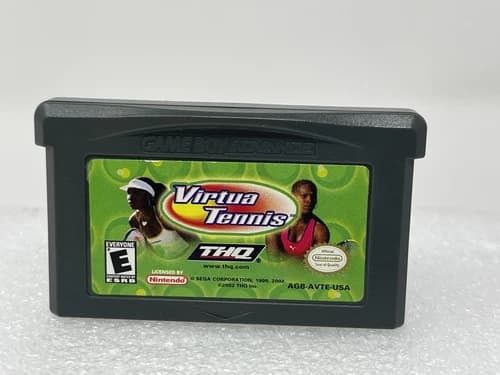 GAME BOY ADVANCE
Virtua
Tennis™
THQ®
www.thq.com
EVERYONE
E
ESRB
LICENSED BY
Nintendo
© SEGA CORPORATION, 1999, 2002
©2002 THQ Inc.
Official
Nintendo
Seal of Quality
AGB-AVTE-USA